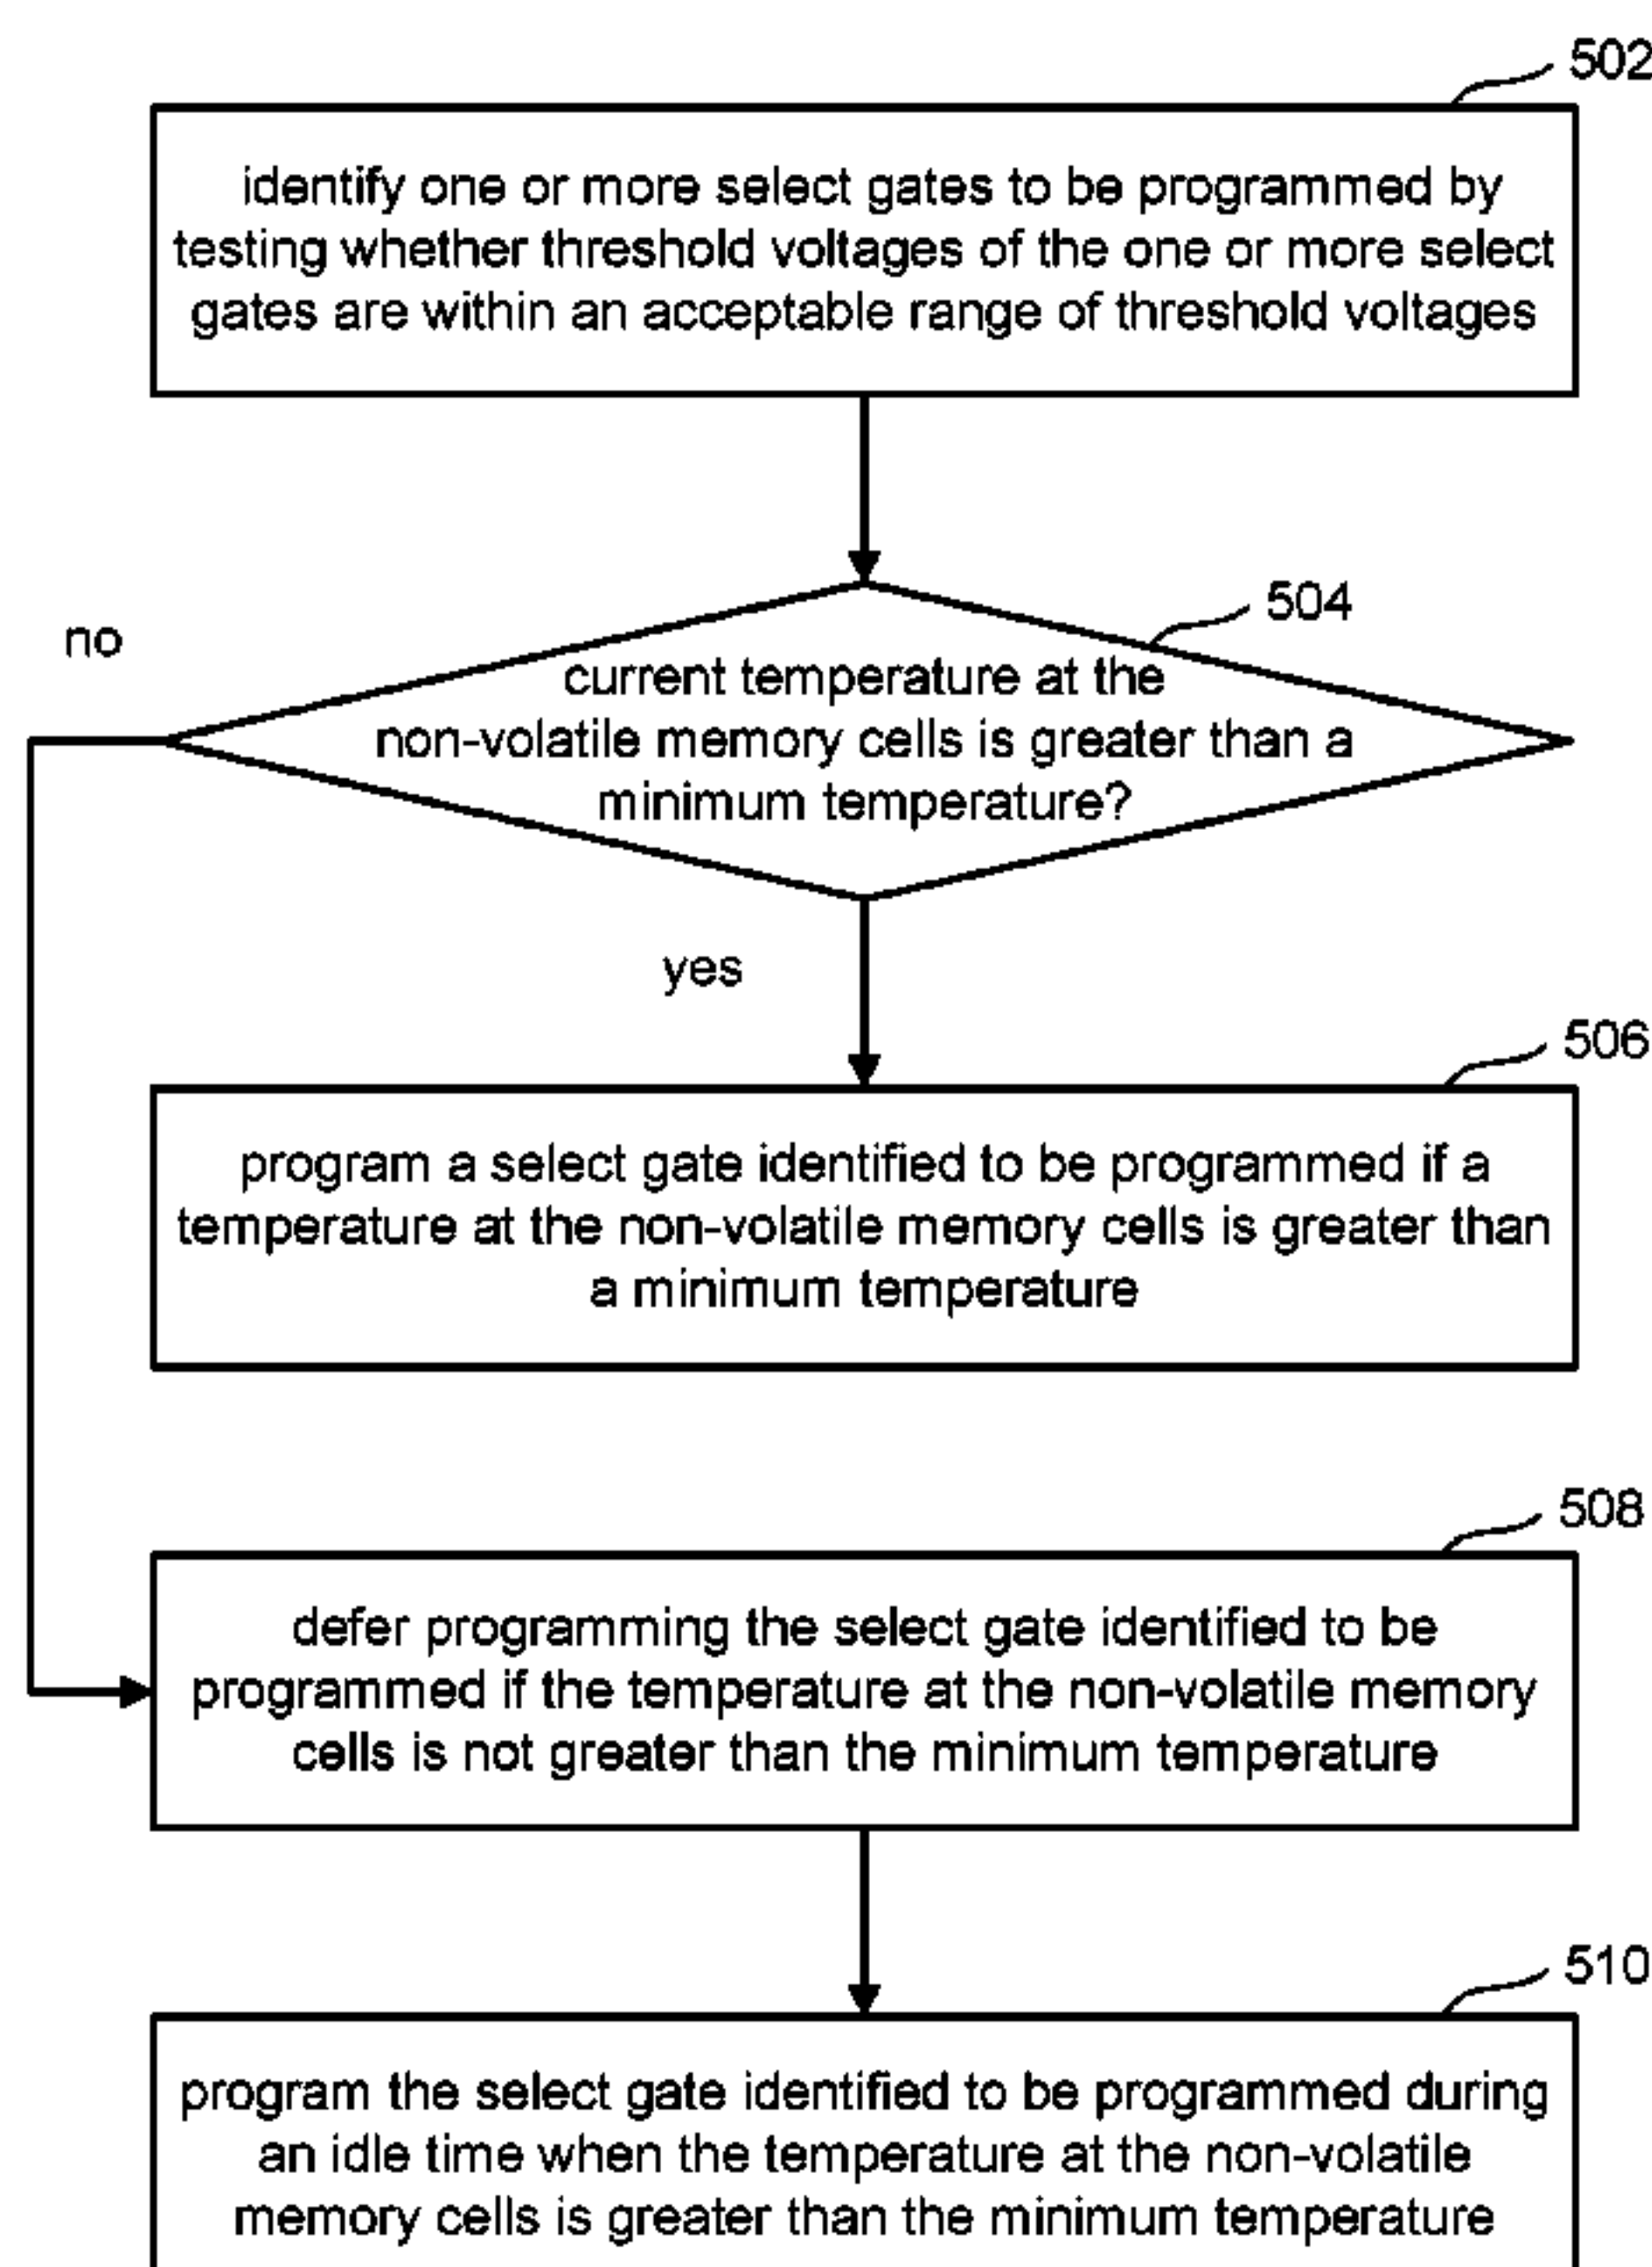 502
identify one or more select gates to be programmed by
testing whether threshold voltages of the one or more select
gates are within an acceptable range of threshold voltages
504
no
current temperature at the
non-volatile memory cells is greater than a
minimum temperature?
yes
506
program a select gate identified to be programmed if a
temperature at the non-volatile memory cells is greater than
a minimum temperature
508
defer programming the select gate identified to be
programmed if the temperature at the non-volatile memory
cells is not greater than the minimum temperature
510
program the select gate identified to be programmed during
an idle time when the temperature at the non-volatile
memory cells is greater than the minimum temperature